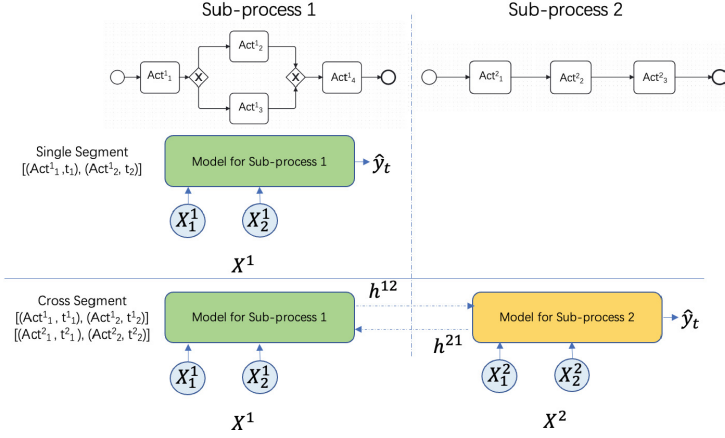 Sub-process 1
Sub-process 2
Act¹₁
X
Act¹₂
Act¹₃
X
Act¹₄
Act²₁
Act²₂
Act²₃
Single Segment
[(Act¹₁ ,t₁), (Act¹₂, t₂)]
Model for Sub-process 1
ŷₜ
X¹₁
X¹₂
X¹
Cross Segment
[(Act¹₁ , t¹₁), (Act¹₂, t¹₂)]
[(Act²₁ , t²₁), (Act²₂, t²₂)]
Model for Sub-process 1
h¹²
h²¹
Model for Sub-process 2
ŷₜ
X¹₁
X¹₂
X²₁
X²₂
X¹
X²